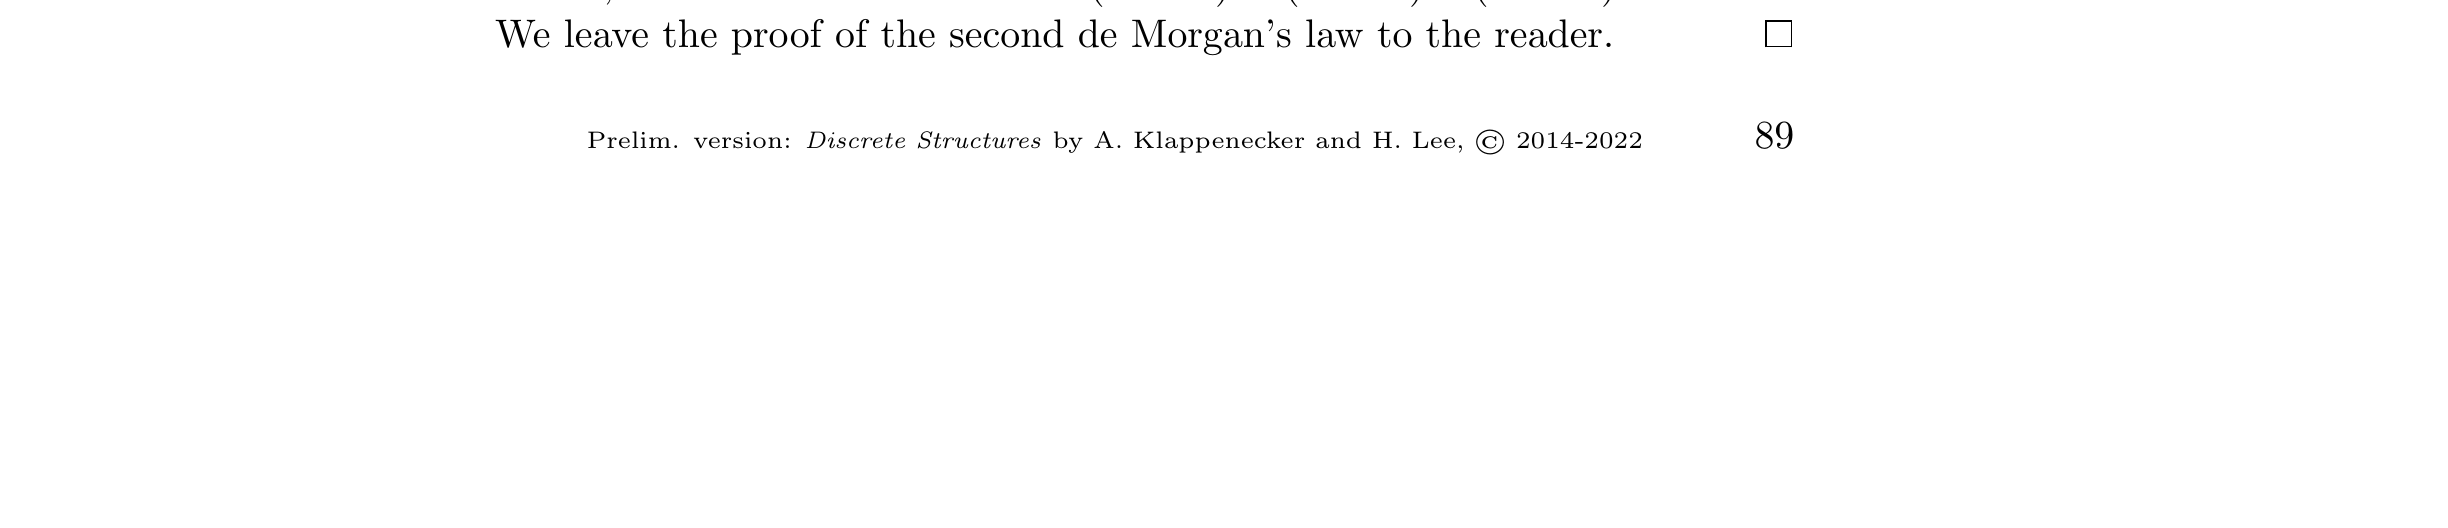 We leave the proof of the second de Morgan's law to the reader. □
Prelim. version: Discrete Structures by A. Klappenecker and H. Lee, © 2014-2022 89